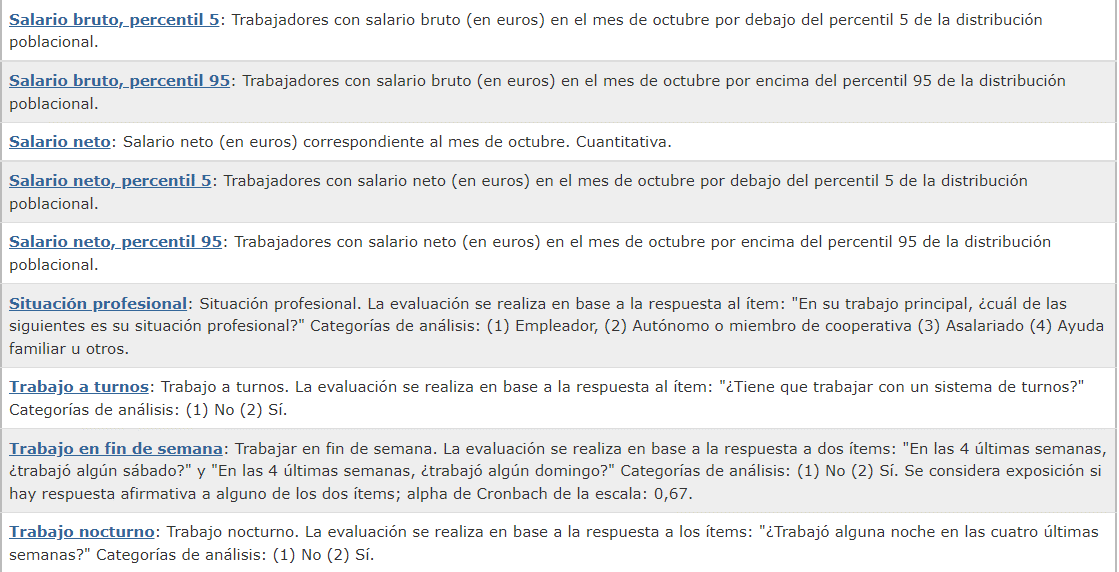 Salario bruto, percentil 5: Trabajadores con salario bruto (en euros) en el mes de octubre por debajo del percentil 5 de la distribución
poblacional.
Salario bruto, percentil 95: Trabajadores con salario bruto (en euros) en el mes de octubre por encima del percentil 95 de la distribución
poblacional.
Salario neto: Salario neto (en euros) correspondiente al mes de octubre. Cuantitativa.
Salario neto, percentil 5: Trabajadores con salario neto (en euros) en el mes de octubre por debajo del percentil 5 de la distribución
poblacional.
Salario neto, percentil 95: Trabajadores con salario neto (en euros) en el mes de octubre por encima del percentil 95 de la distribución
poblacional.
Situación profesional: Situación profesional. La evaluación se realiza en base a la respuesta al ítem: "En su trabajo principal, ¿cuál de las
siguientes es su situación profesional?" Categorías de análisis: (1) Empleador, (2) Autónomo o miembro de cooperativa (3) Asalariado (4) Ayuda
familiar u otros.
Trabajo a turnos: Trabajo a turnos. La evaluación se realiza en base a la respuesta al ítem: "¿Tiene que trabajar con un sistema de turnos?"
Categorías de análisis: (1) No (2) Sí.
Trabajo en fin de semana: Trabajar en fin de semana. La evaluación se realiza en base a la respuesta a dos ítems: "En las 4 últimas semanas,
¿trabajó algún sábado?" y "En las 4 últimas semanas, ¿trabajó algún domingo?" Categorías de análisis: (1) No (2) Sí. Se considera exposición si
hay respuesta afirmativa a alguno de los dos ítems; alpha de Cronbach de la escala: 0,67.
Trabajo nocturno: Trabajo nocturno. La evaluación se realiza en base a la respuesta a los ítems: "¿Trabajó alguna noche en las cuatro últimas
semanas?" Categorías de análisis: (1) No (2) Sí.